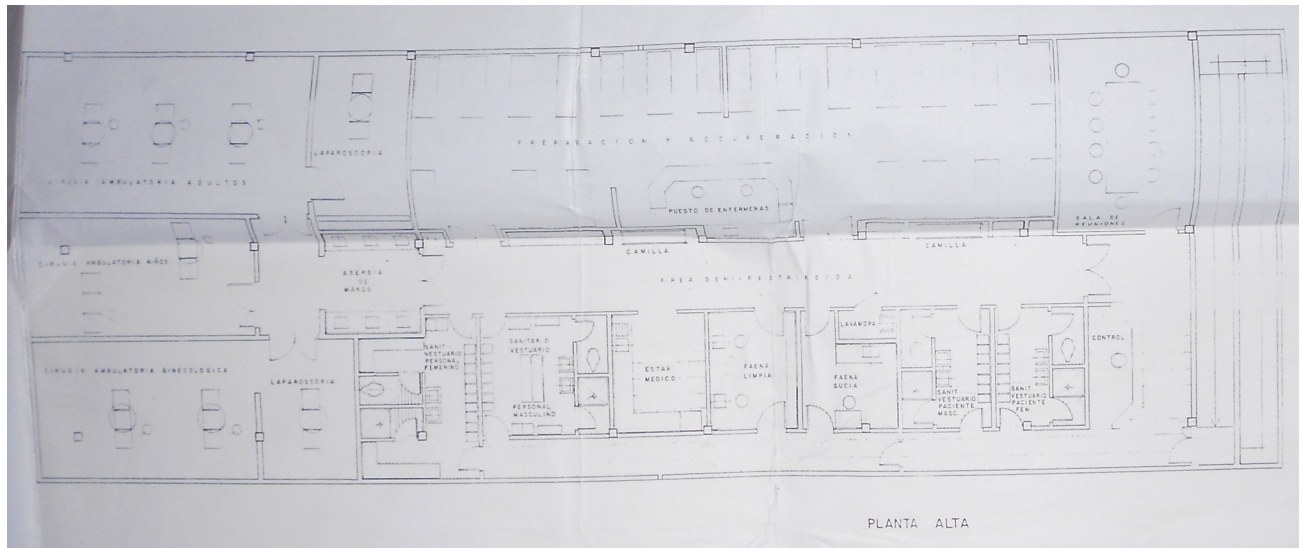 PREPARACION Y RECUPERACION
LAPAROSCOPIA
CIRUGIA AMBULATORIA ADULTOS
PUESTO DE ENFERMERAS
SALA DE
REUNIONES
CAMILLA
CAMILLA
CIRUGIA AMBULATORIA NIÑOS
ASEPSIA
DE
MANOS
AREA SEMI-RESTRINGIDA
LAVAMOPA
CONTROL
SANIT
VESTUARIO
PERSONAL
FEMENINO
SANITARIO
VESTUARIO
PERSONAL
MASCULINO
ESTAR
MEDICO
FAENA
LIMPIA
FAENA
SUCIA
SANIT
VESTUARIO
PACIENTE
MASC.
SANIT
VESTUARIO
PACIENTE
FEM
CIRUGIA AMBULATORIA GINECOLOGICA
LAPAROSCOPIA
PLANTA ALTA